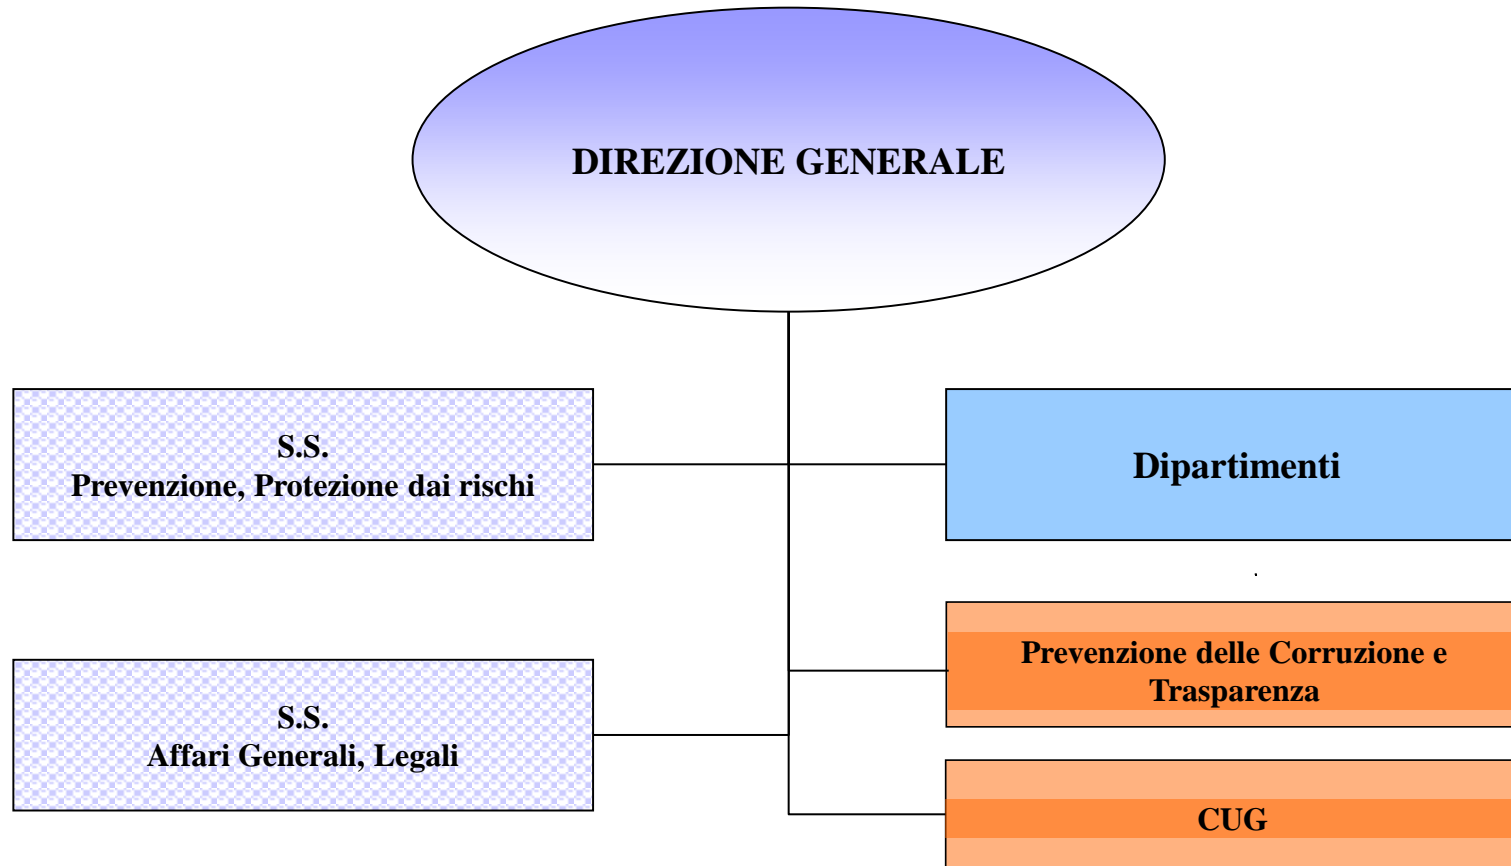 DIREZIONE GENERALE
S.S.
Prevenzione, Protezione dai rischi
Dipartimenti
.
Prevenzione delle Corruzione e
Trasparenza
S.S.
Affari Generali, Legali
CUG